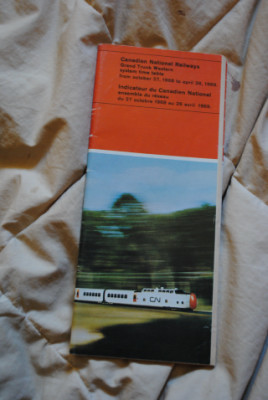 Canadian National Railways
Grand Trunk Western
system time table
from october 27, 1968 to april 26, 1969.
Indicateur du Canadien National
ensemble du réseau
du 27 octobre 1968 au 26 avril 1969.
CN